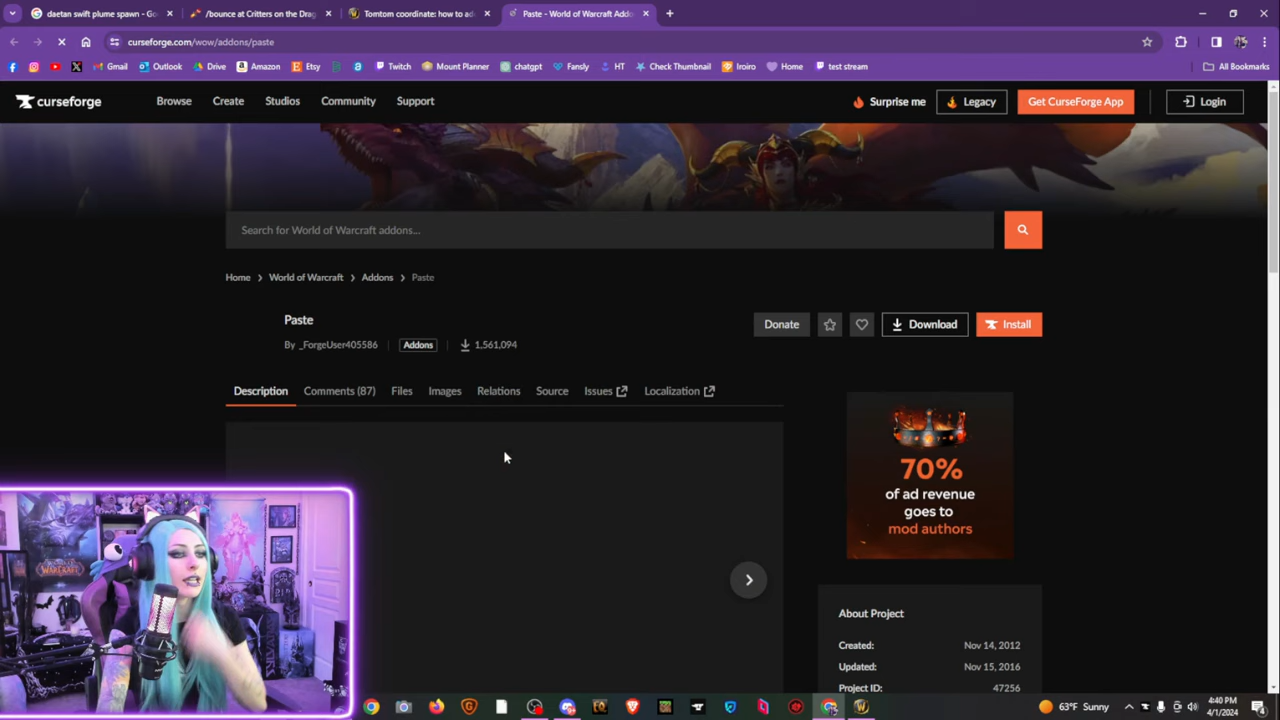 daetan swift plume spawn - Go
/bounce at Critters on the Drag
Tomtom coordinate: how to ad
Paste - World of Warcraft Addo
curseforge.com/wow/addons/paste
Gmail
Outlook
Drive
Amazon
Etsy
Twitch
Mount Planner
chatgpt
Fansly
HT
Check Thumbnail
Iroiro
Home
test stream
All Bookmarks
curseforge
Browse
Create
Studios
Community
Support
Surprise me
Legacy
Get CurseForge App
Login
Search for World of Warcraft addons...
Home > World of Warcraft > Addons > Paste
Paste
By _ForgeUser405586
Addons
1,561,094
Donate
Download
Install
Description
Comments (87)
Files
Images
Relations
Source
Issues
Localization
70%
of ad revenue
goes to
mod authors
About Project
Created: Nov 14, 2012
Updated: Nov 15, 2016
Project ID: 47256
WARCRAFT
63°F Sunny
4:40 PM
4/1/2024